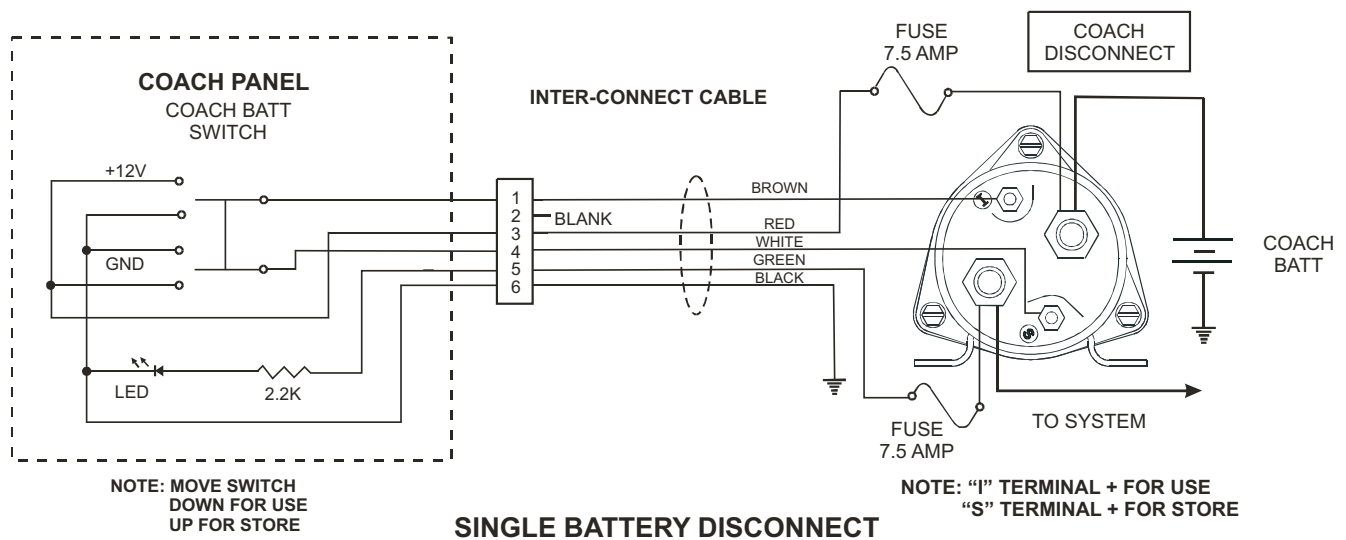 COACH PANEL
COACH BATT
SWITCH
+12V
GND
LED
2.2K
NOTE: MOVE SWITCH
DOWN FOR USE
UP FOR STORE
INTER-CONNECT CABLE
1
2
3
4
5
6
BLANK
BROWN
RED
WHITE
GREEN
BLACK
FUSE
7.5 AMP
COACH
DISCONNECT
I
S
COACH
BATT
FUSE
7.5 AMP
TO SYSTEM
NOTE: “I” TERMINAL + FOR USE
“S” TERMINAL + FOR STORE
SINGLE BATTERY DISCONNECT